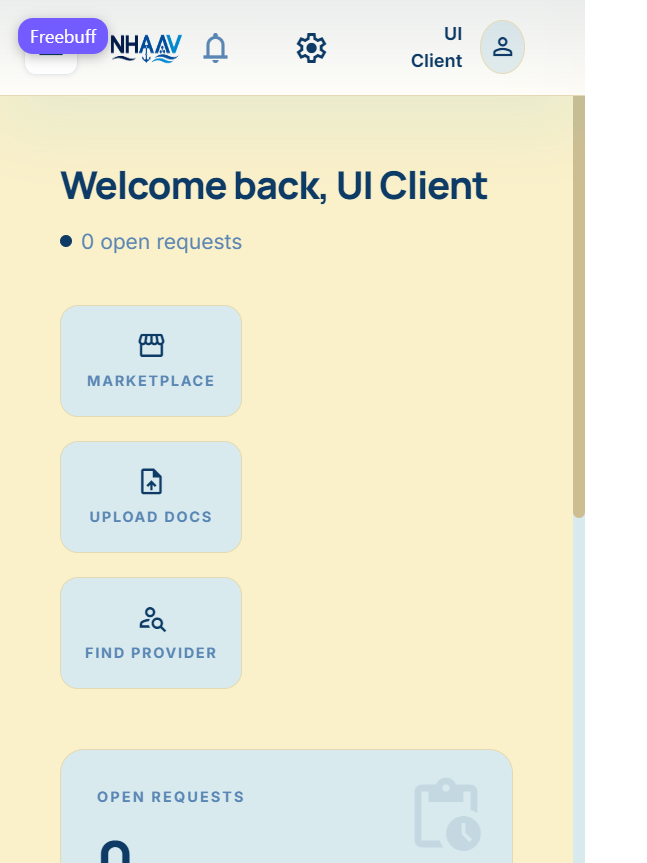 Freebuff
NHAAV
UI
Client
Welcome back, UI Client
0 open requests
MARKETPLACE
UPLOAD DOCS
FIND PROVIDER
OPEN REQUESTS
0